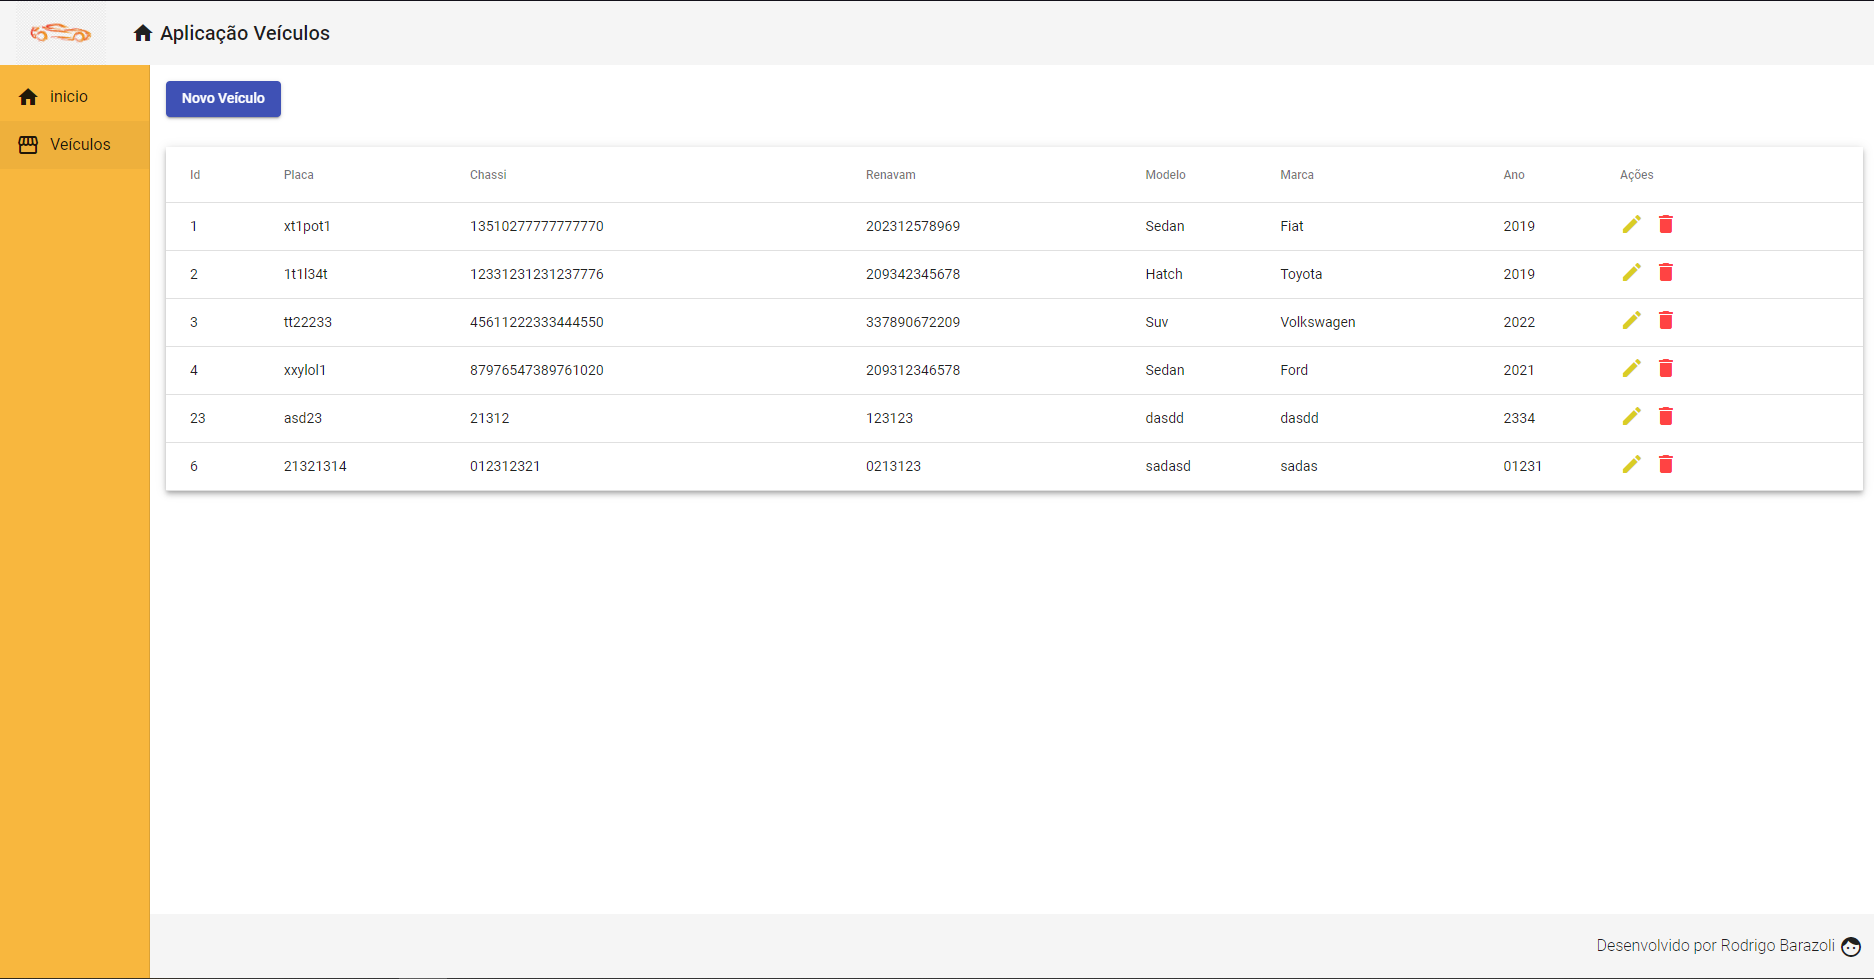 Aplicação Veículos
inicio
Veículos
Novo Veículo
Id Placa Chassi Renavam Modelo Marca Ano Ações
1 xt1pot1 13510277777777770 202312578969 Sedan Fiat 2019
2 1t1l34t 12331231231237776 209342345678 Hatch Toyota 2019
3 tt22233 45611222333444550 337890672209 Suv Volkswagen 2022
4 xxylol1 87976547389761020 209312346578 Sedan Ford 2021
23 asd23 21312 123123 dasdd dasdd 2334
6 21321314 012312321 0213123 sadasd sadas 01231
Desenvolvido por Rodrigo Barazoli